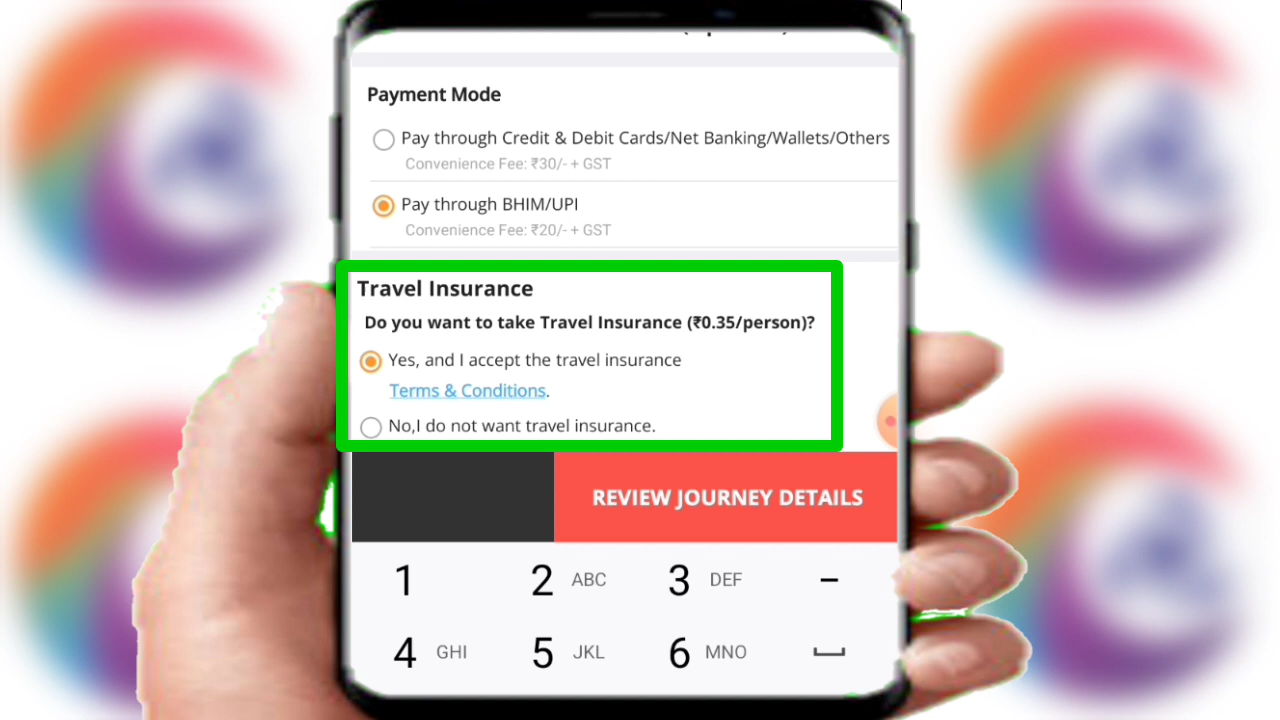 Payment Mode
Pay through Credit & Debit Cards/Net Banking/Wallets/Others
Convenience Fee: ₹30/- + GST
Pay through BHIM/UPI
Convenience Fee: ₹20/- + GST
Travel Insurance
Do you want to take Travel Insurance (₹0.35/person)?
Yes, and I accept the travel insurance
Terms & Conditions.
No,I do not want travel insurance.
REVIEW JOURNEY DETAILS
1 2 ABC 3 DEF –
4 GHI 5 JKL 6 MNO